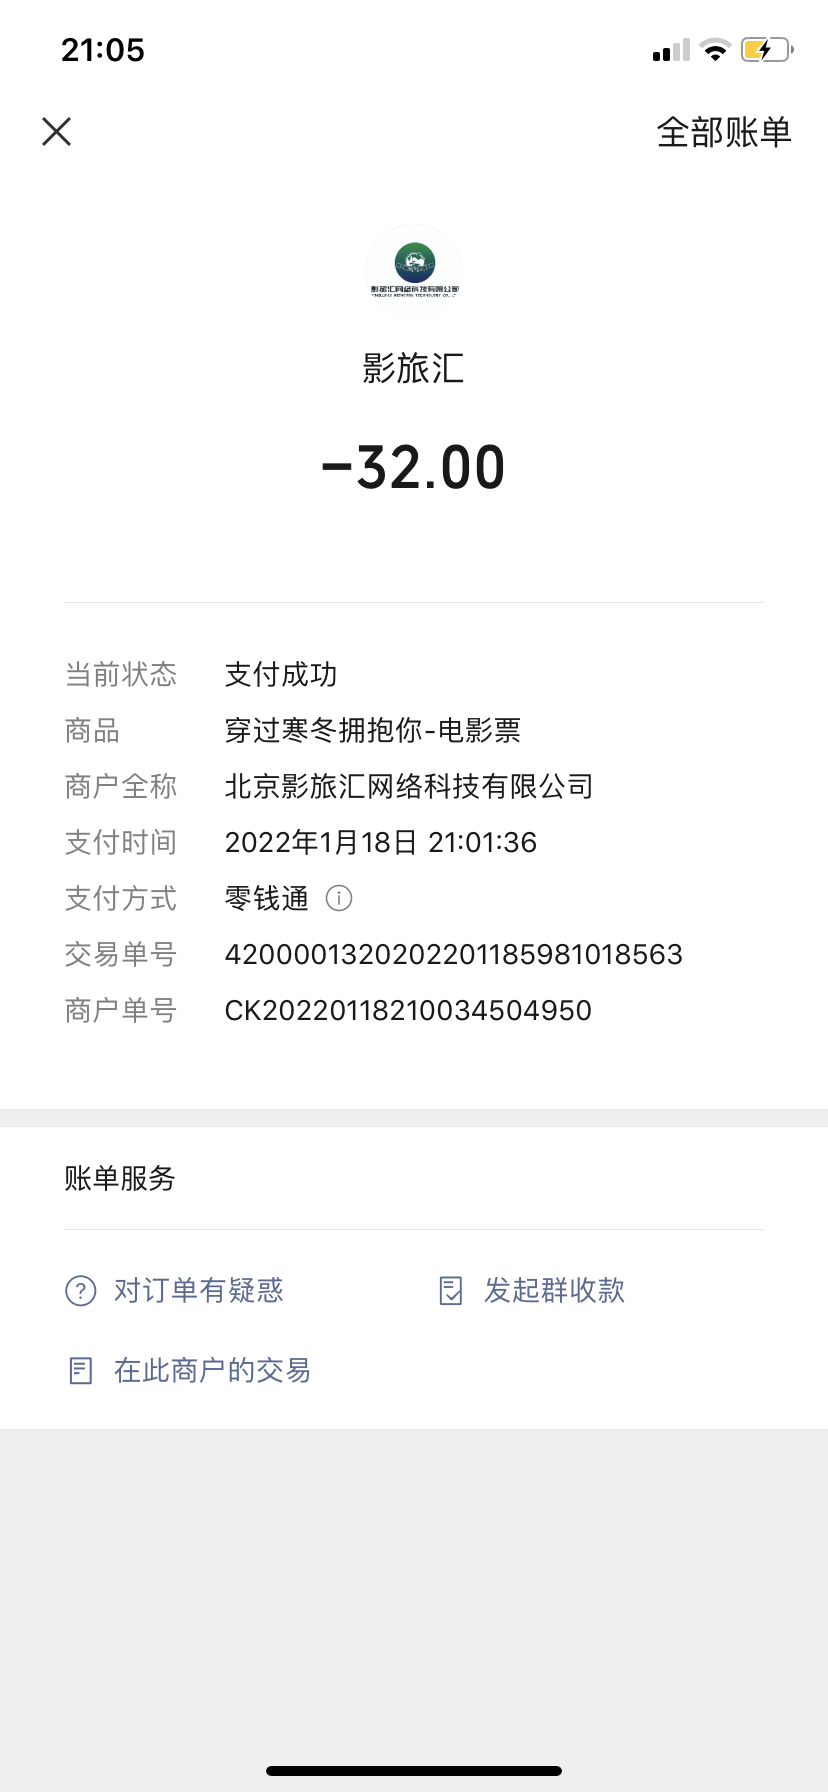 21:05
全部账单
影旅汇网络科技有限公司
影旅汇
-32.00
当前状态 支付成功
商品 穿过寒冬拥抱你-电影票
商户全称 北京影旅汇网络科技有限公司
支付时间 2022年1月18日 21:01:36
支付方式 零钱通
交易单号 4200001320202201185981018563
商户单号 CK20220118210034504950
账单服务
对订单有疑惑 发起群收款
在此商户的交易